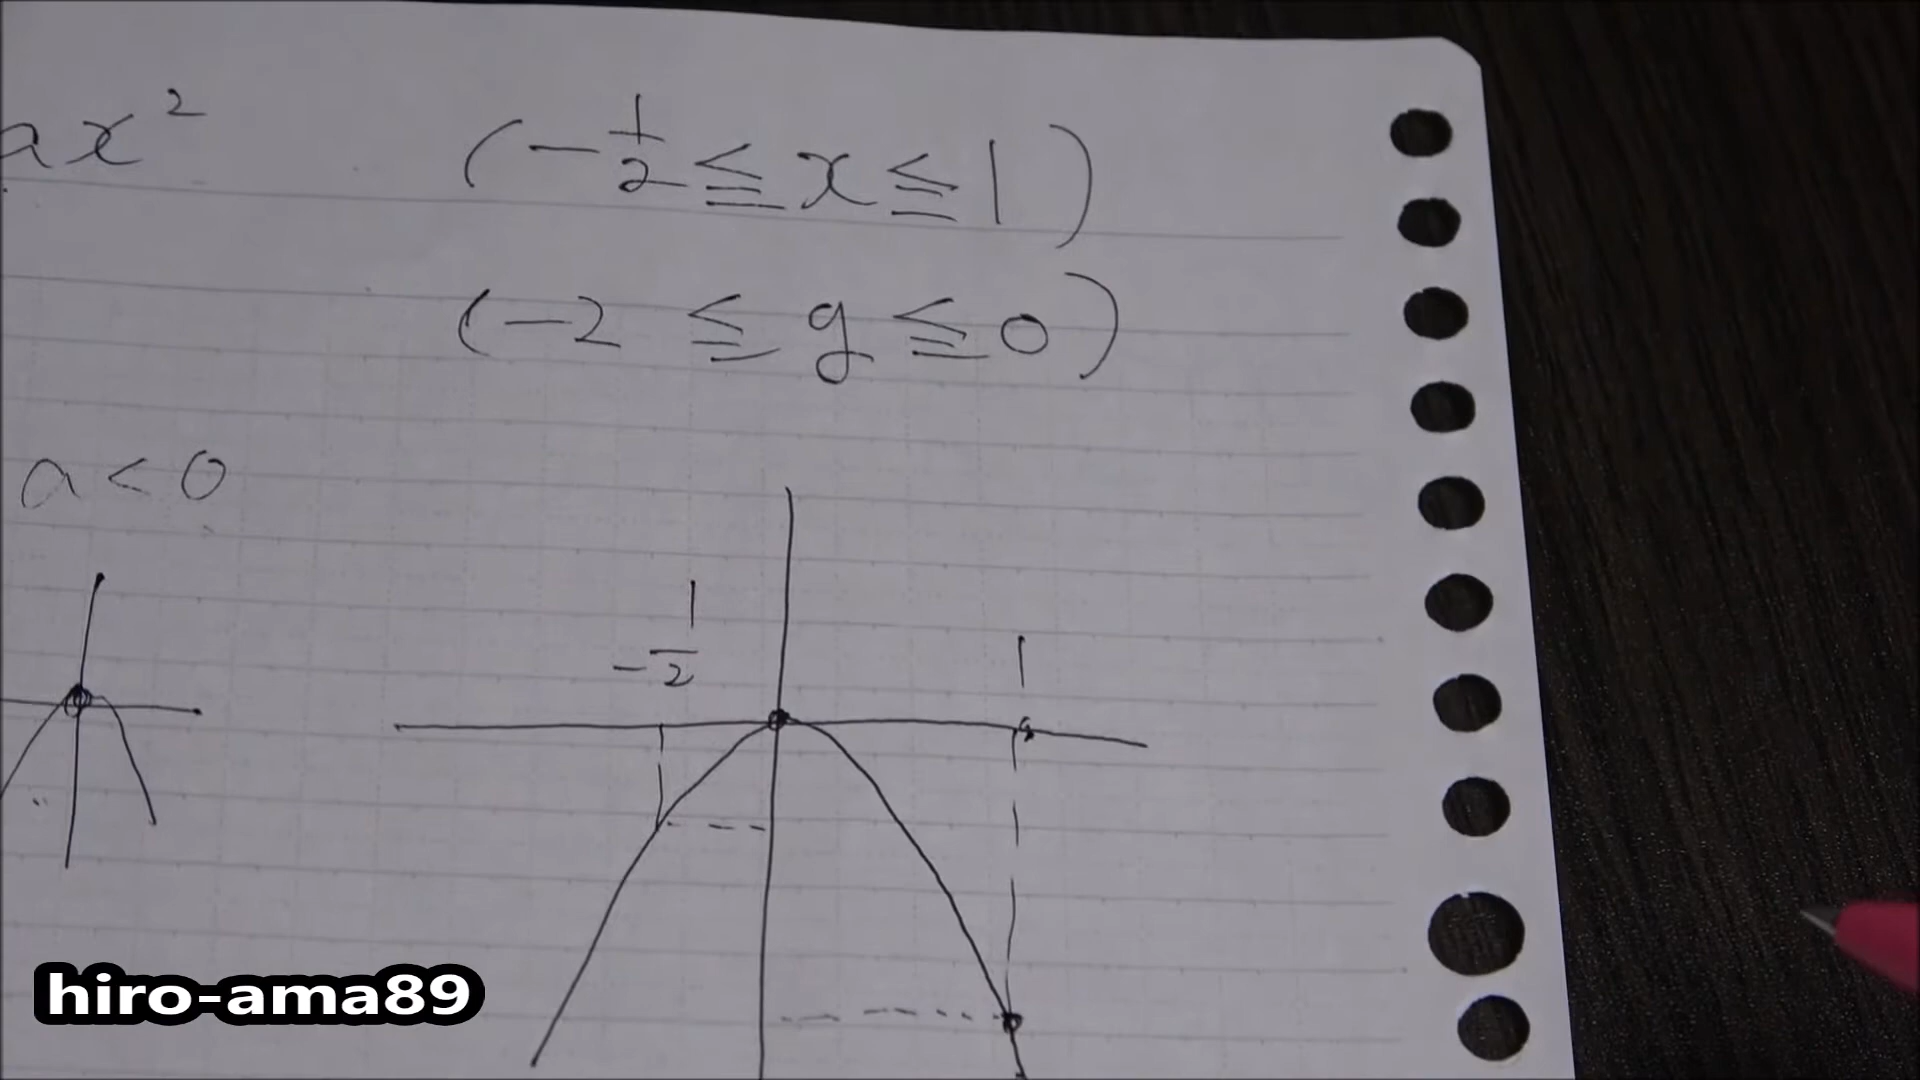 ax² (-1/2 ≦ x ≦ 1)
(-2 ≦ y ≦ 0)
a < 0
-1/2
1
hiro-ama89